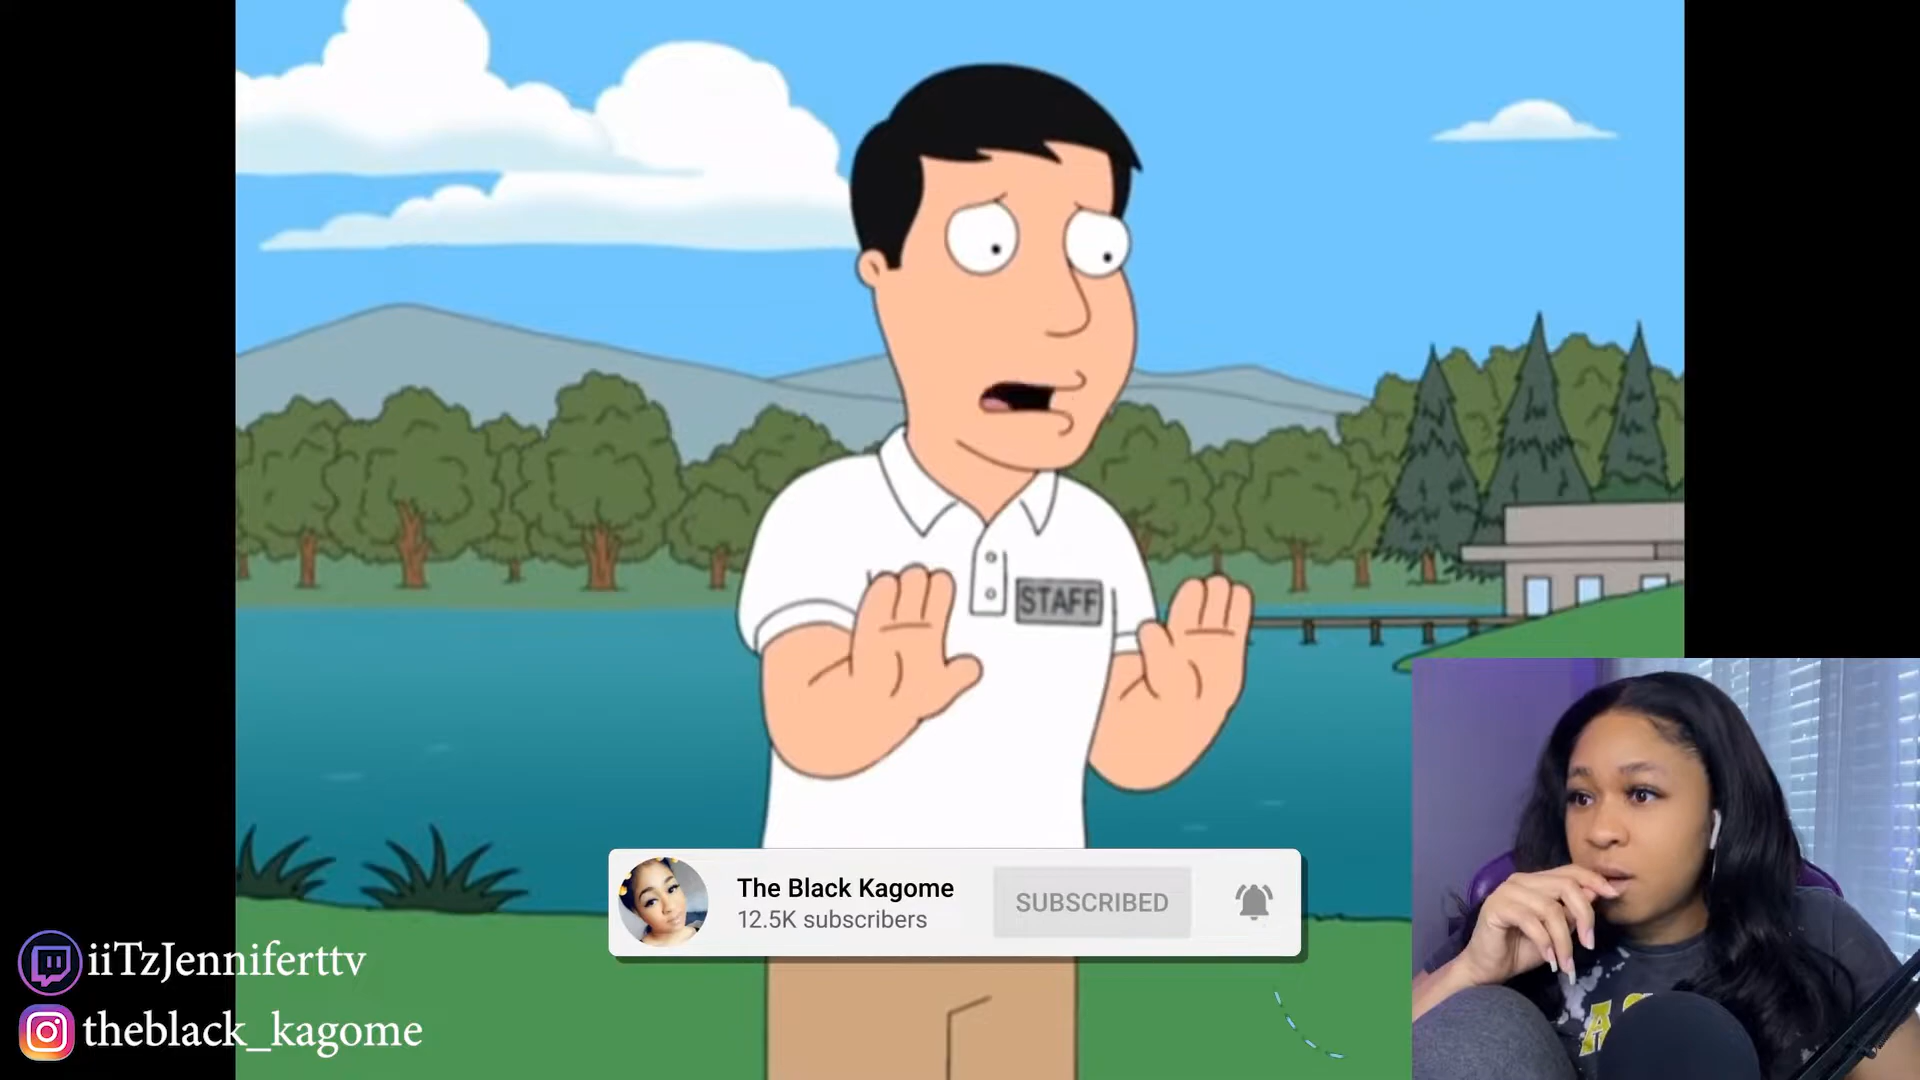 STAFF
The Black Kagome
12.5K subscribers
SUBSCRIBED
iiTzJenniferttv
theblack_kagome